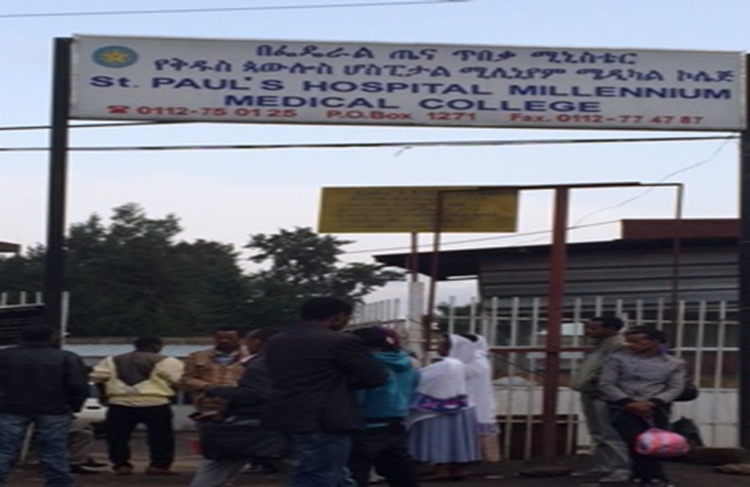 በፌዴራል ጤና ጥበቃ ሚኒስቴር
የቅዱስ ጳውሎስ ሆስፒታል ሚሊኒየም ሜዲካል ኮሌጅ
St. PAUL'S HOSPITAL MILLENNIUM
MEDICAL COLLEGE
☎ 0112-75 01 25 P.O.Box 1271 Fax. 0112-77 47 87